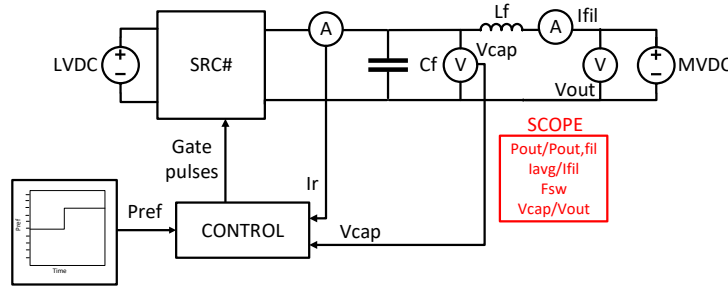 Lf
Ifil
A
A
LVDC
SRC#
Cf
V
Vcap
V
MVDC
Vout
SCOPE
Pout/Pout,fil
Iavg/Ifil
Fsw
Vcap/Vout
Gate
pulses
Ir
Pref
Time
Pref
CONTROL
Vcap